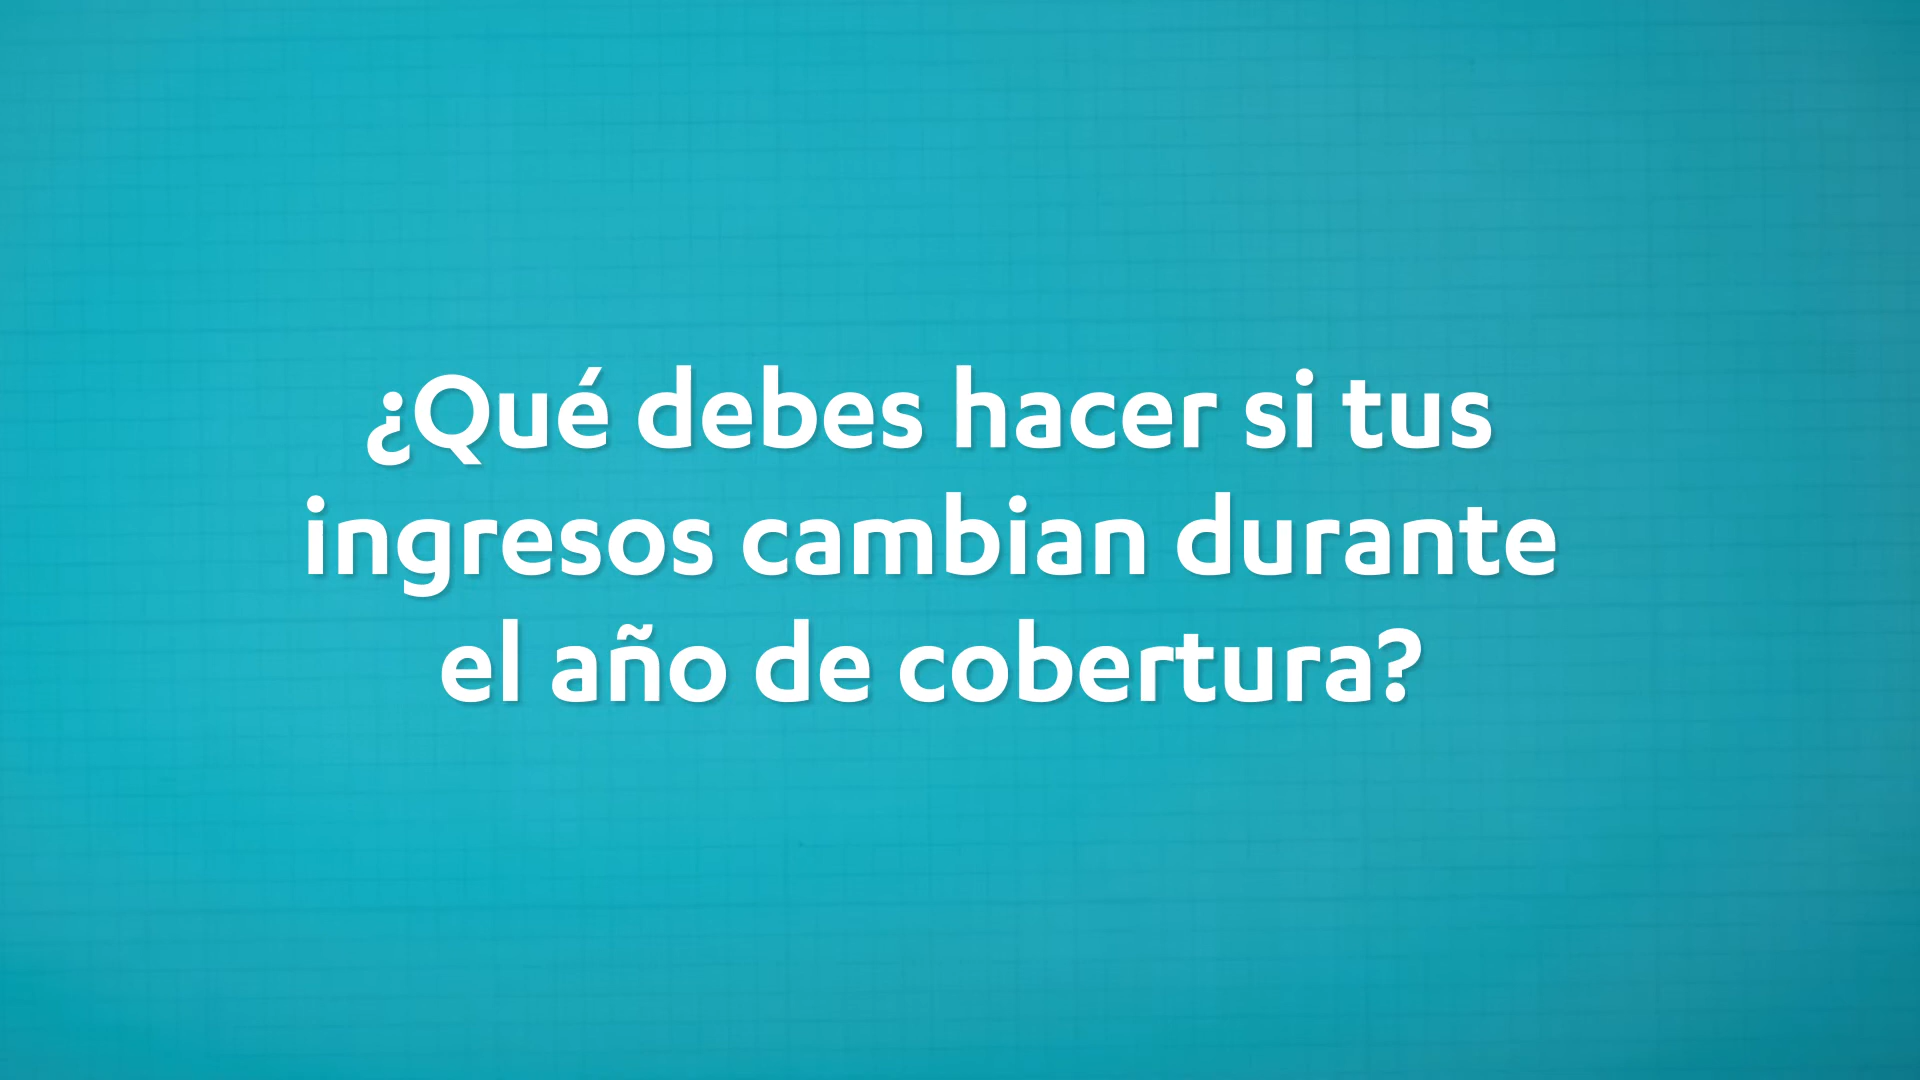 ¿Qué debes hacer si tus
ingresos cambian durante
el año de cobertura?